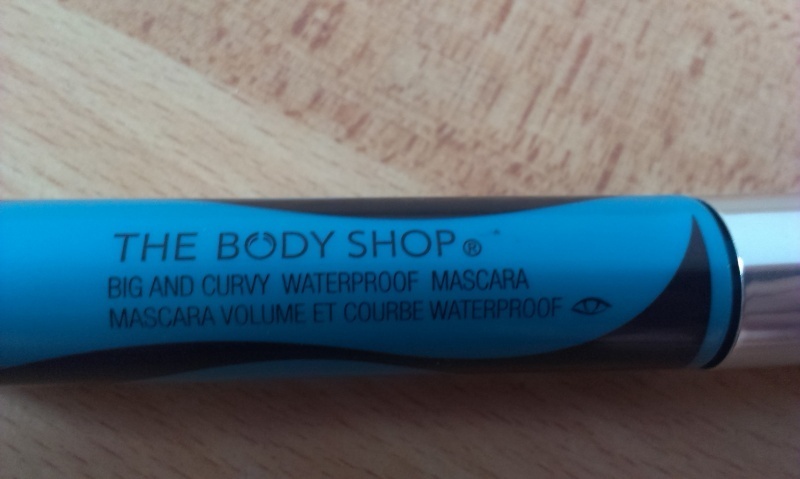 THE BODY SHOP®
BIG AND CURVY WATERPROOF MASCARA
MASCARA VOLUME ET COURBE WATERPROOF